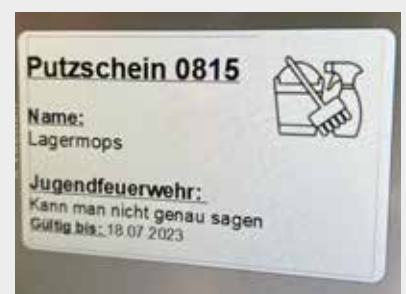 Putzschein 0815
Name:
Lagermops
Jugendfeuerwehr:
Kann man nicht genau sagen
Gültig bis: 18.07 2023